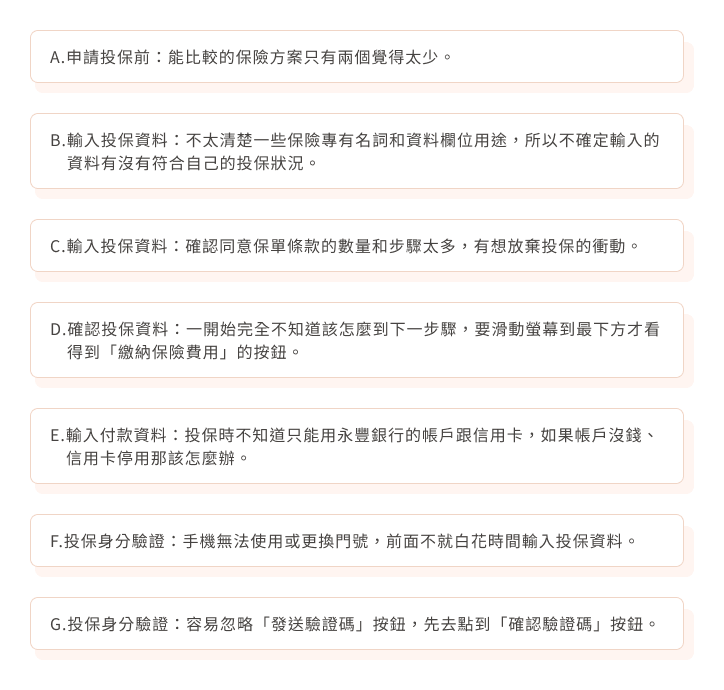 A.申請投保前：能比較的保險方案只有兩個覺得太少。
B.輸入投保資料：不太清楚一些保險專有名詞和資料欄位用途，所以不確定輸入的
資料有沒有符合自己的投保狀況。
C.輸入投保資料：確認同意保單條款的數量和步驟太多，有想放棄投保的衝動。
D.確認投保資料：一開始完全不知道該怎麼到下一步驟，要滑動螢幕到最下方才看
得到「繳納保險費用」的按鈕。
E.輸入付款資料：投保時不知道只能用永豐銀行的帳戶跟信用卡，如果帳戶沒錢、
信用卡停用那該怎麼辦。
F.投保身分驗證：手機無法使用或更換門號，前面不就白花時間輸入投保資料。
G.投保身分驗證：容易忽略「發送驗證碼」按鈕，先去點到「確認驗證碼」按鈕。